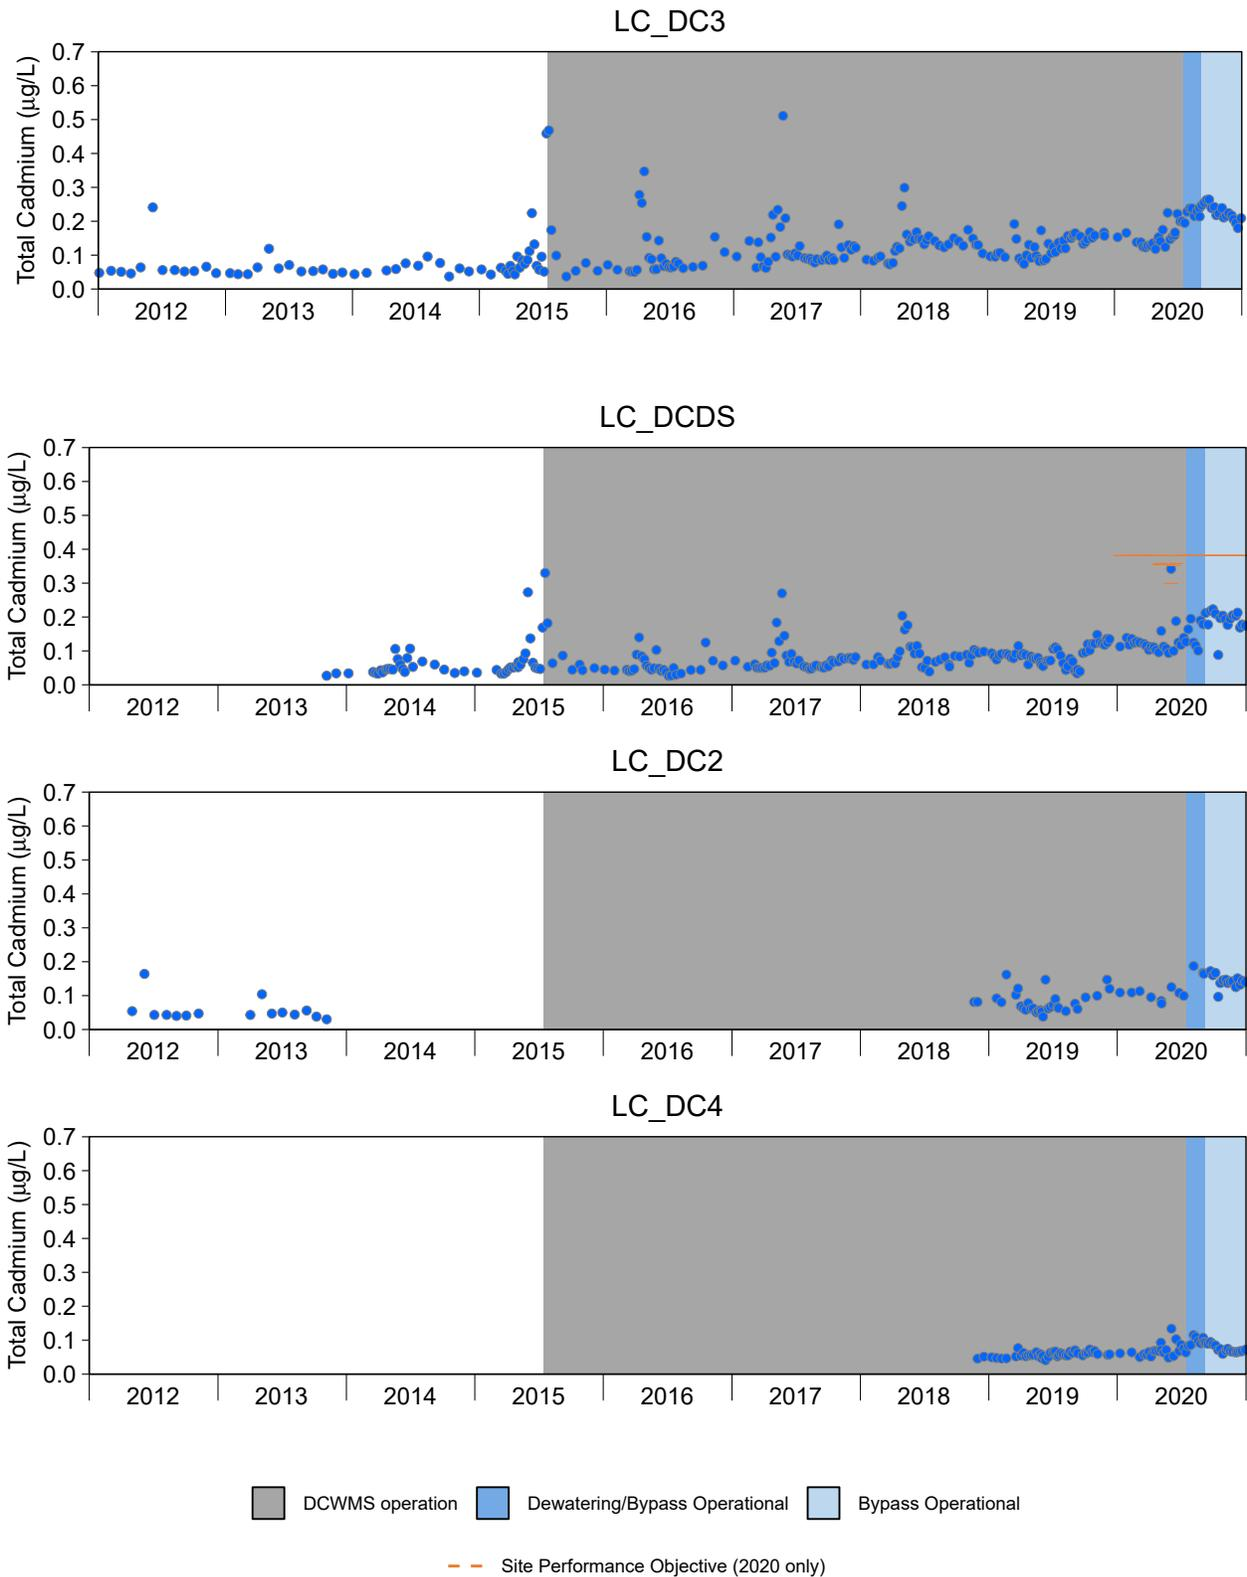 LC_DC3
Total Cadmium (µg/L)
0.7
0.6
0.5
0.4
0.3
0.2
0.1
0.0
2012 2013 2014 2015 2016 2017 2018 2019 2020
LC_DCDS
Total Cadmium (µg/L)
0.7
0.6
0.5
0.4
0.3
0.2
0.1
0.0
2012 2013 2014 2015 2016 2017 2018 2019 2020
LC_DC2
Total Cadmium (µg/L)
0.7
0.6
0.5
0.4
0.3
0.2
0.1
0.0
2012 2013 2014 2015 2016 2017 2018 2019 2020
LC_DC4
Total Cadmium (µg/L)
0.7
0.6
0.5
0.4
0.3
0.2
0.1
0.0
2012 2013 2014 2015 2016 2017 2018 2019 2020
DCWMS operation Dewatering/Bypass Operational Bypass Operational
Site Performance Objective (2020 only)